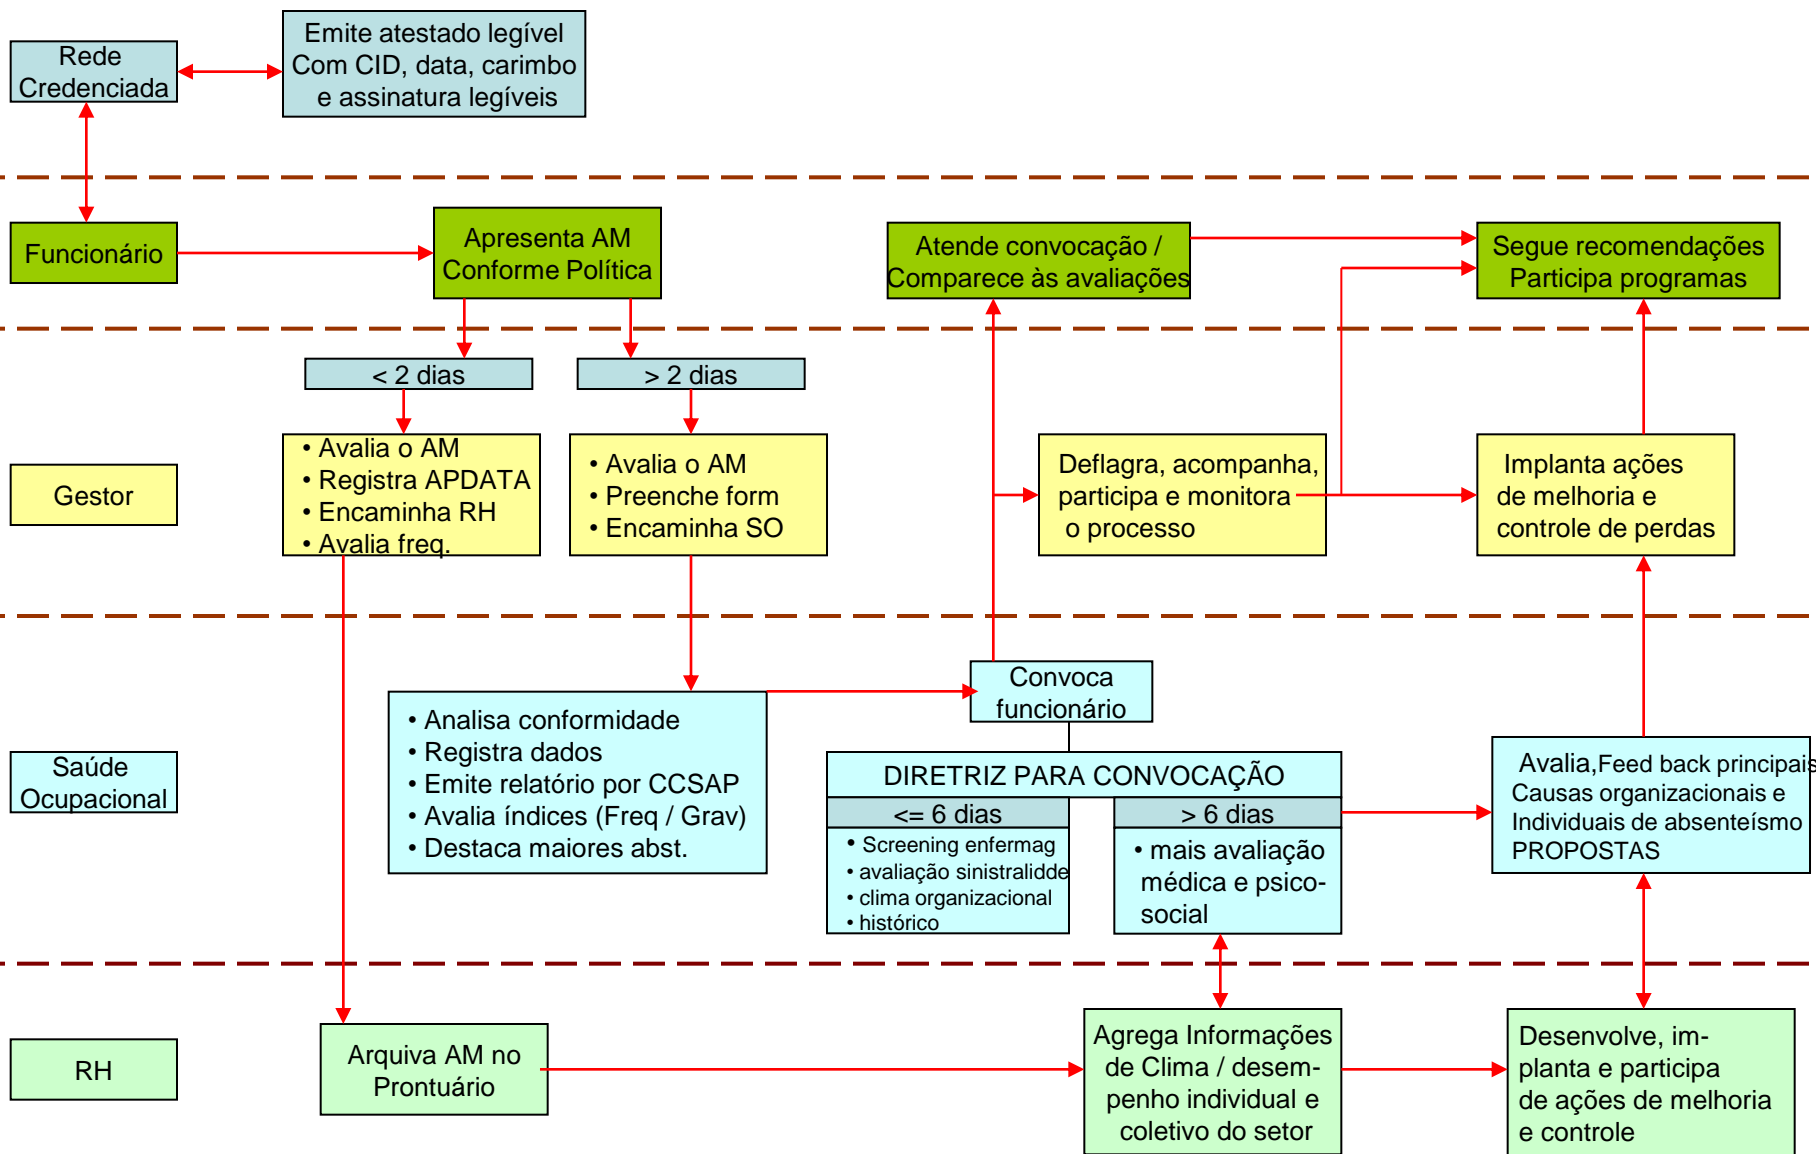 Rede
Credenciada
Emite atestado legível
Com CID, data, carimbo
e assinatura legíveis
Funcionário
Apresenta AM
Conforme Política
Atende convocação /
Comparece às avaliações
Segue recomendações
Participa programas
< 2 dias
> 2 dias
Gestor
• Avalia o AM
• Registra APDATA
• Encaminha RH
• Avalia freq.
• Avalia o AM
• Preenche form
• Encaminha SO
Deflagra, acompanha,
participa e monitora
o processo
Implanta ações
de melhoria e
controle de perdas
Saúde
Ocupacional
• Analisa conformidade
• Registra dados
• Emite relatório por CCSAP
• Avalia índices (Freq / Grav)
• Destaca maiores abst.
Convoca
funcionário
DIRETRIZ PARA CONVOCAÇÃO
<= 6 dias
• Screening enfermag
• avaliação sinistralidde
• clima organizacional
• histórico
> 6 dias
• mais avaliação
médica e psico-
social
Avalia,Feed back principais
Causas organizacionais e
Individuais de absenteísmo
PROPOSTAS
RH
Arquiva AM no
Prontuário
Agrega Informações
de Clima / desem-
penho individual e
coletivo do setor
Desenvolve, im-
planta e participa
de ações de melhoria
e controle